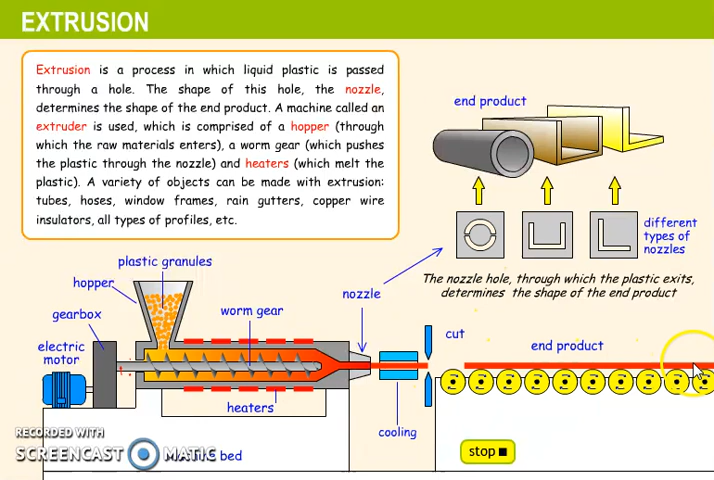 EXTRUSION
Extrusion is a process in which liquid plastic is passed
through a hole. The shape of this hole, the nozzle,
determines the shape of the end product. A machine called an
extruder is used, which is comprised of a hopper (through
which the raw materials enters), a worm gear (which pushes
the plastic through the nozzle) and heaters (which melt the
plastic). A variety of objects can be made with extrusion:
tubes, hoses, window frames, rain gutters, copper wire
insulators, all types of profiles, etc.
end product
different
types of
nozzles
The nozzle hole, through which the plastic exits,
determines the shape of the end product
plastic granules
hopper
gearbox
worm gear
nozzle
electric
motor
cut
end product
heaters
cooling
bed
stop
RECORDED WITH
SCREENCAST MATIC